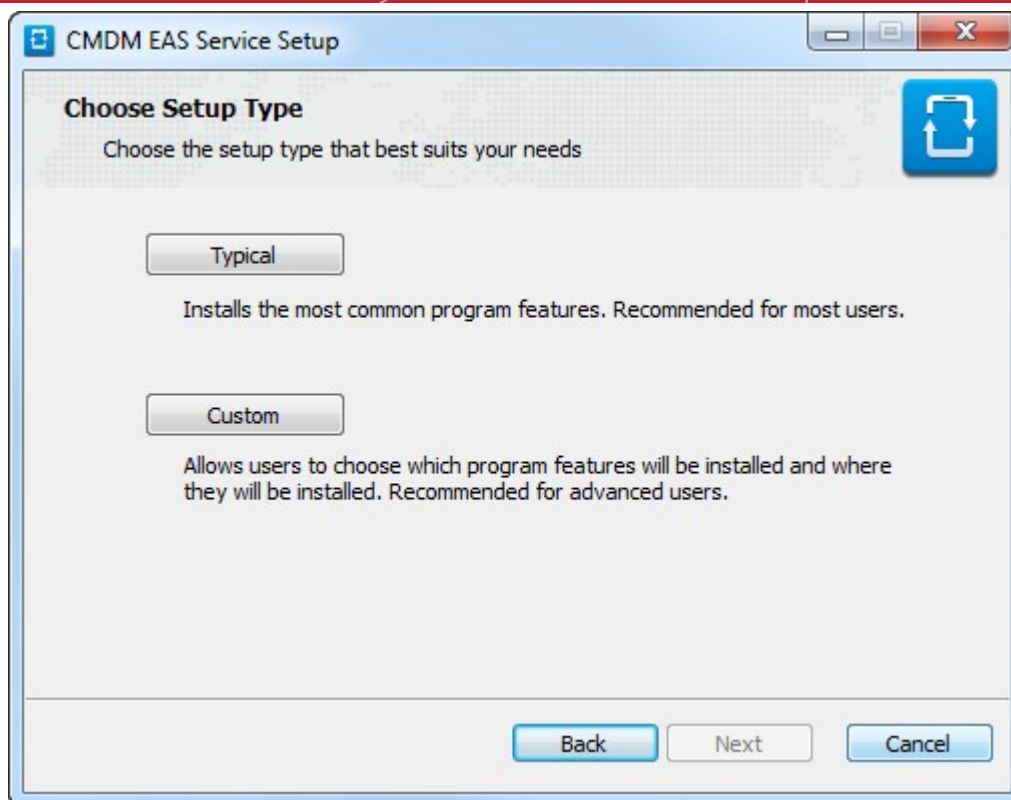 CMDM EAS Service Setup
Choose Setup Type
Choose the setup type that best suits your needs
Typical
Installs the most common program features. Recommended for most users.
Custom
Allows users to choose which program features will be installed and where
they will be installed. Recommended for advanced users.
Back Next Cancel